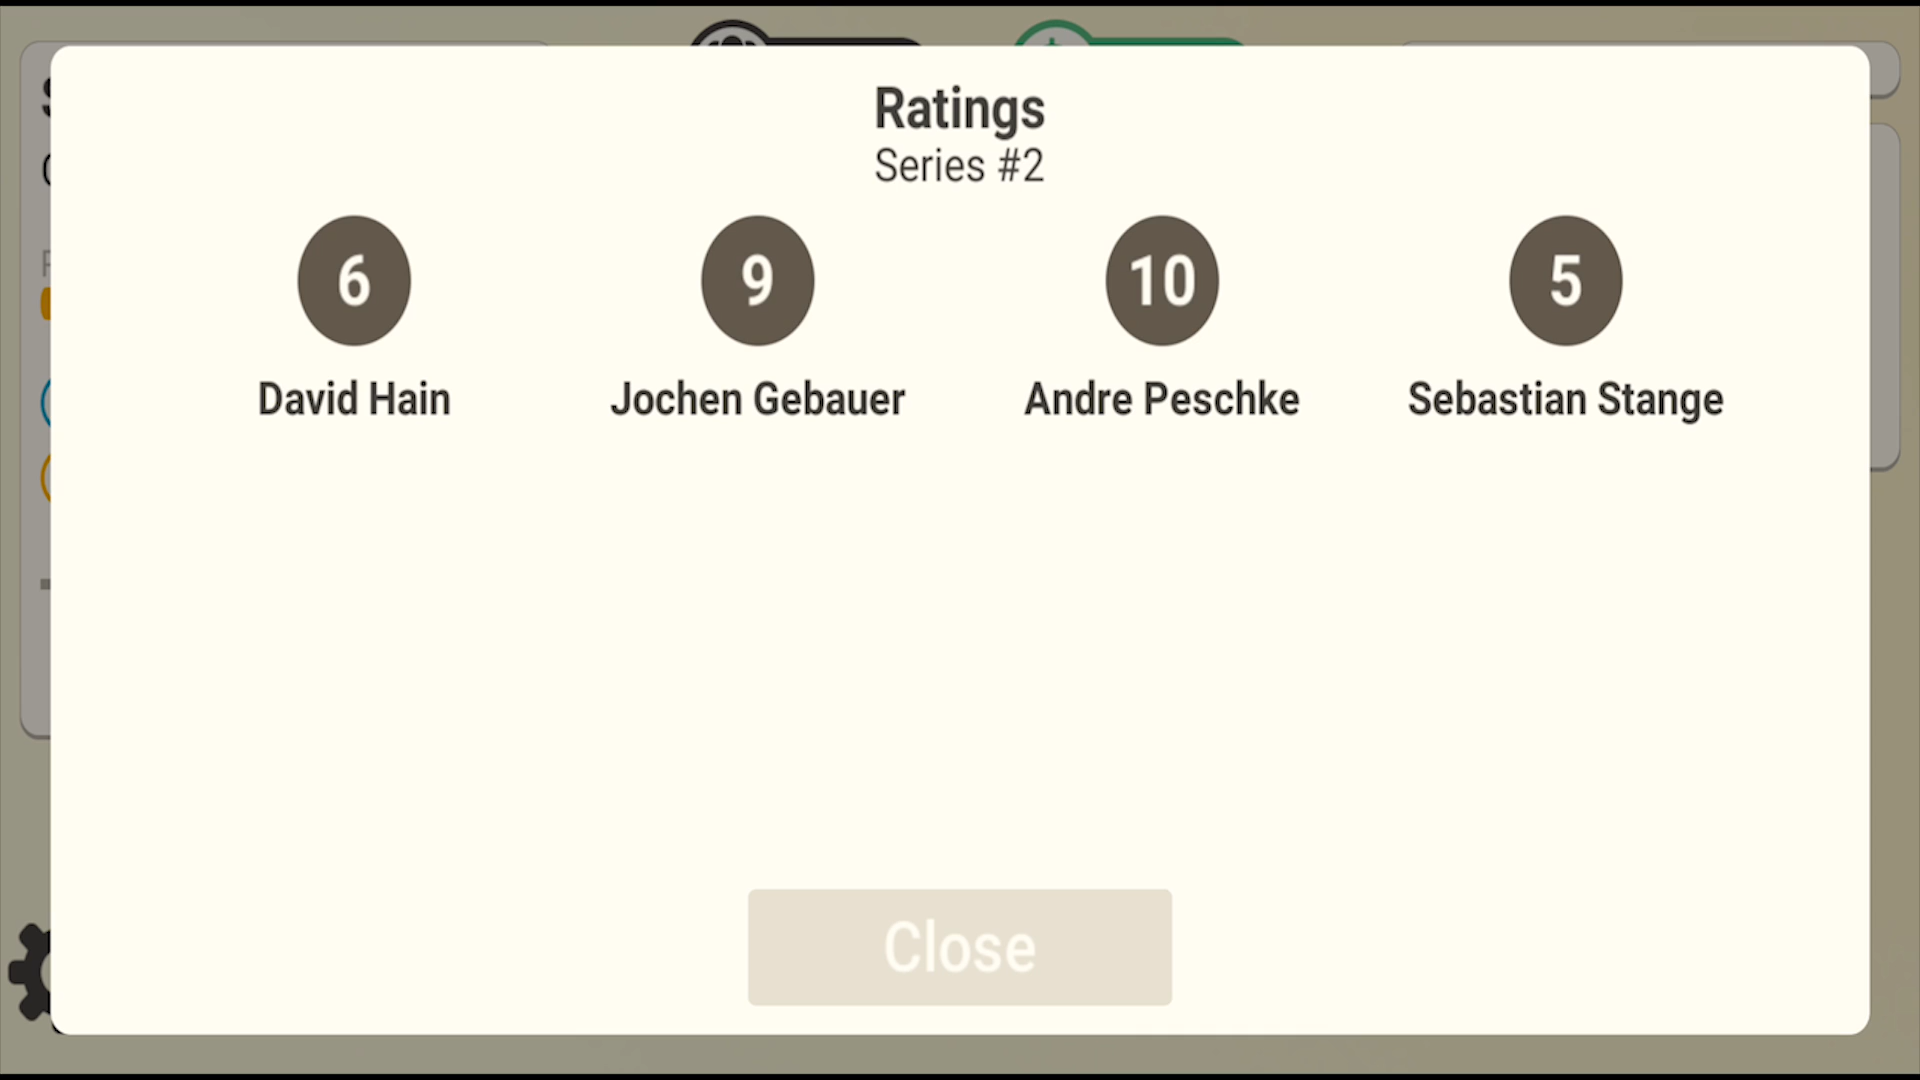 Ratings
Series #2
6 9 10 5
David Hain Jochen Gebauer Andre Peschke Sebastian Stange
Close